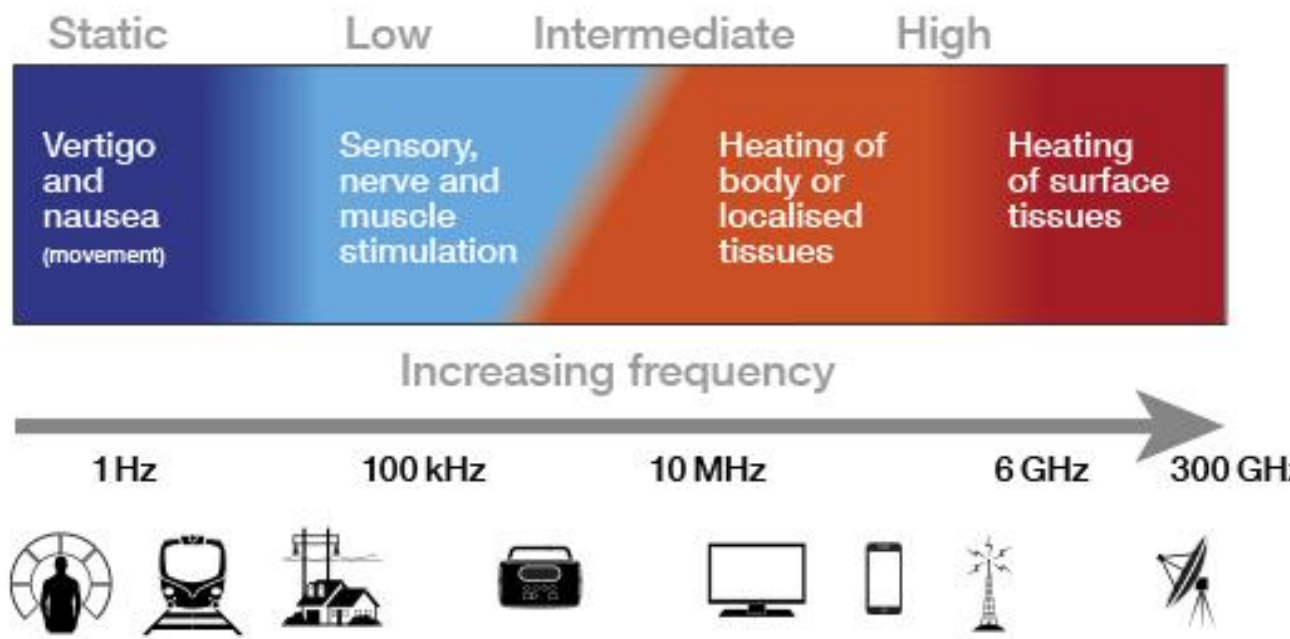 Static Low Intermediate High
Vertigo
and
nausea
(movement)
Sensory,
nerve and
muscle
stimulation
Heating of
body or
localised
tissues
Heating
of surface
tissues
Increasing frequency
1 Hz 100 kHz 10 MHz 6 GHz 300 GHz